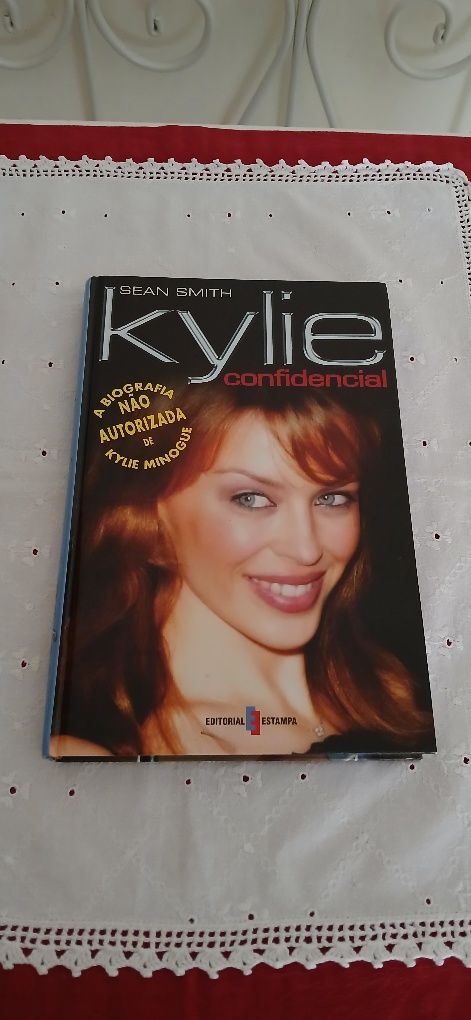 SEAN SMITH
kylie
confidencial
A BIOGRAFIA
NÃO
AUTORIZADA
DE
KYLIE MINOGUE
EDITORIAL ESTAMPA